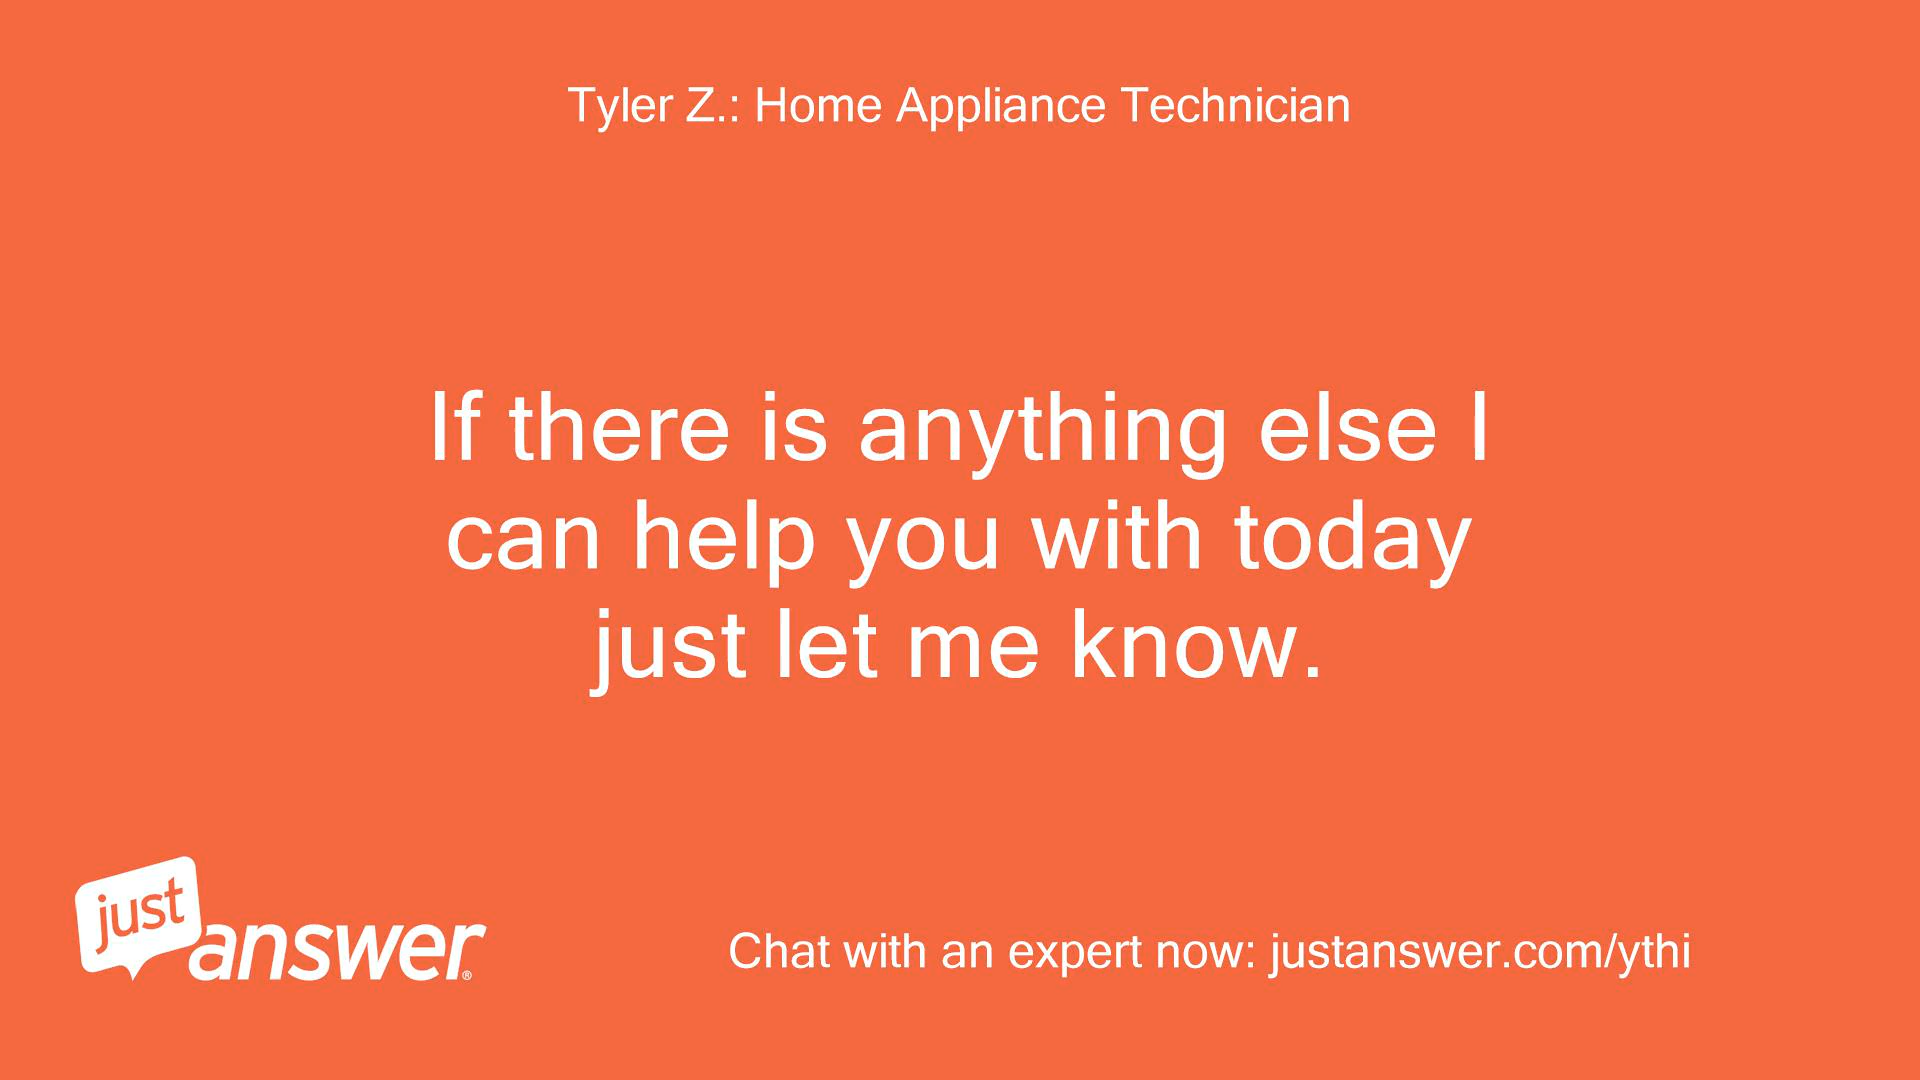 Tyler Z.: Home Appliance Technician
If there is anything else I
can help you with today
just let me know.
just
answer®
Chat with an expert now: justanswer.com/ythi